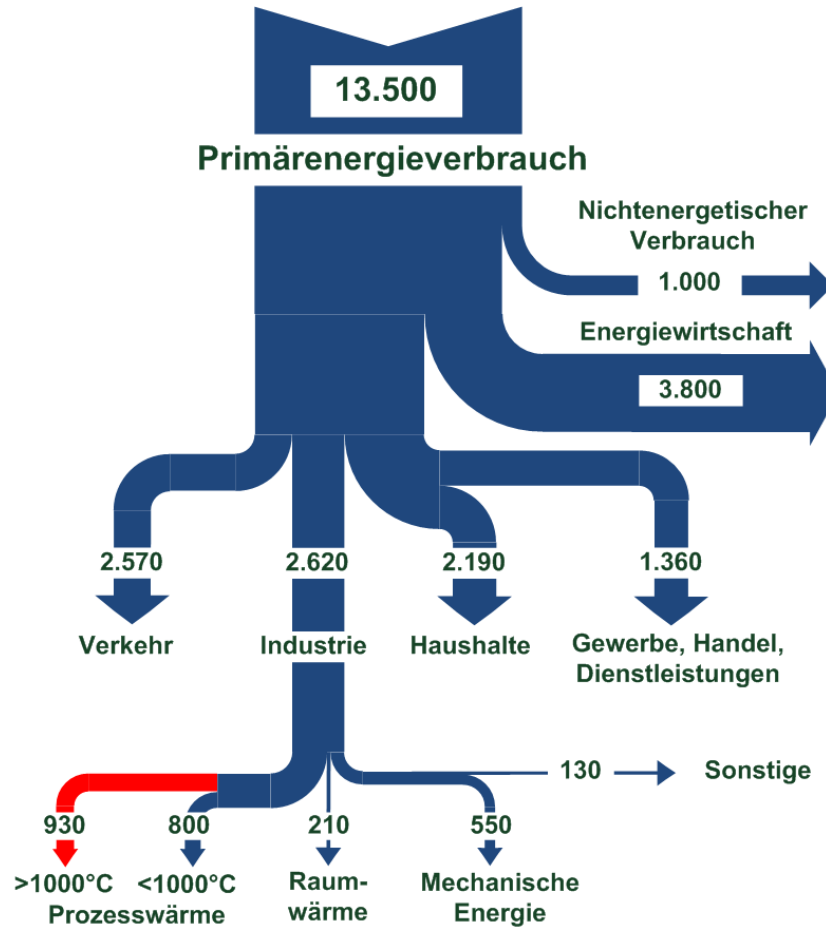 13.500
Primärenergieverbrauch
Nichtenergetischer
Verbrauch
1.000
Energiewirtschaft
3.800
2.570
2.620
2.190
1.360
Verkehr
Industrie
Haushalte
Gewerbe, Handel,
Dienstleistungen
130
Sonstige
930
800
210
550
>1000°C
<1000°C
Prozesswärme
Raum-
wärme
Mechanische
Energie